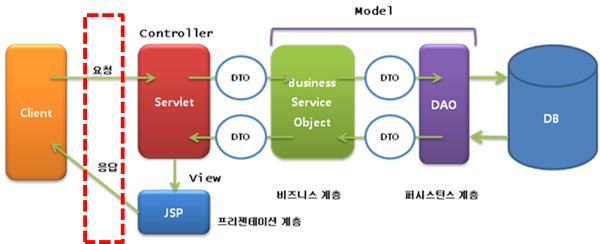 Model
Controller
요청
DTO
DTO
Client
Servlet
Business
Service
Object
DAO
DB
DTO
DTO
응답
View
JSP
프리젠테이션 계층
비즈니스 계층
퍼시스턴스 계층